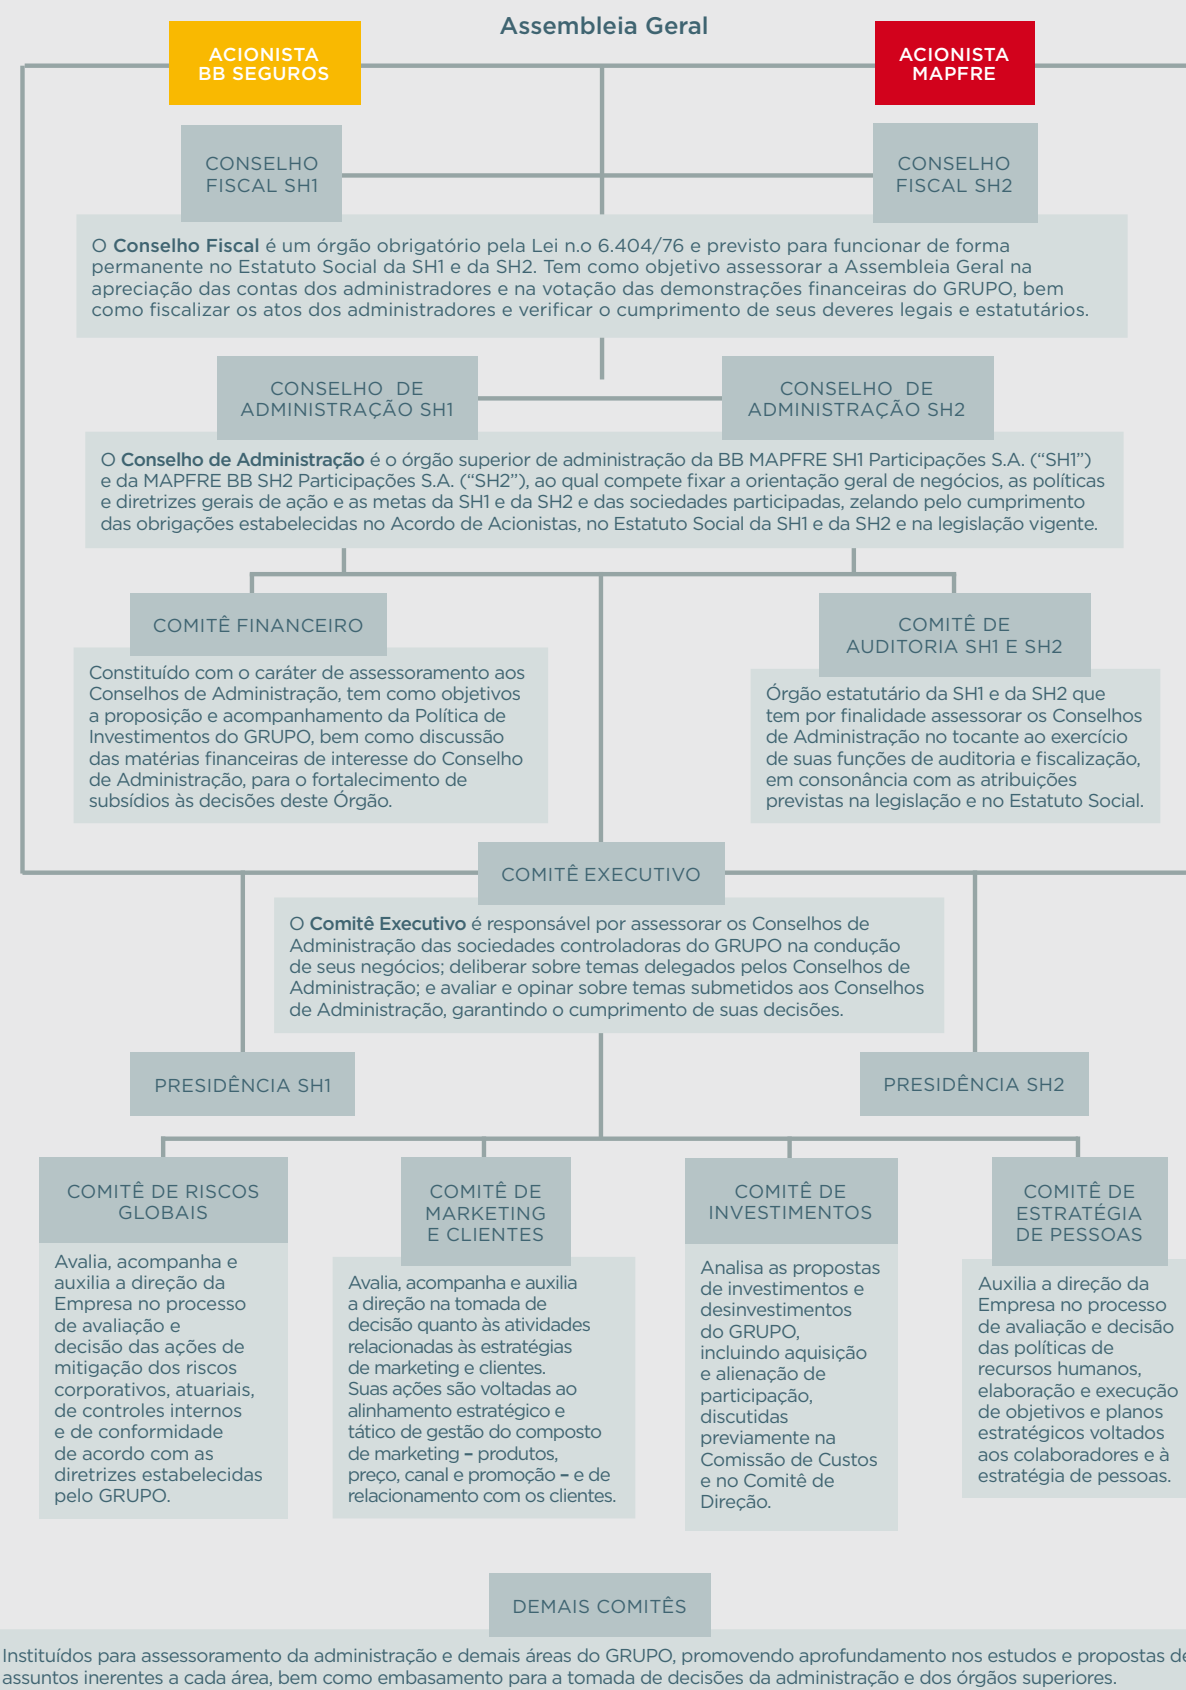 Assembleia Geral
ACIONISTA
BB SEGUROS
ACIONISTA
MAPFRE
CONSELHO
FISCAL SH1
CONSELHO
FISCAL SH2
O Conselho Fiscal é um órgão obrigatório pela Lei n.o 6.404/76 e previsto para funcionar de forma
permanente no Estatuto Social da SH1 e da SH2. Tem como objetivo assessorar a Assembleia Geral na
apreciação das contas dos administradores e na votação das demonstrações financeiras do GRUPO, bem
como fiscalizar os atos dos administradores e verificar o cumprimento de seus deveres legais e estatutários.
CONSELHO DE
ADMINISTRAÇÃO SH1
CONSELHO DE
ADMINISTRAÇÃO SH2
O Conselho de Administração é o órgão superior de administração da BB MAPFRE SH1 Participações S.A. (“SH1”)
e da MAPFRE BB SH2 Participações S.A. (“SH2”), ao qual compete fixar a orientação geral de negócios, as políticas
e diretrizes gerais de ação e as metas da SH1 e da SH2 e das sociedades participadas, zelando pelo cumprimento
das obrigações estabelecidas no Acordo de Acionistas, no Estatuto Social da SH1 e da SH2 e na legislação vigente.
COMITÊ FINANCEIRO
Constituído com o caráter de assessoramento aos
Conselhos de Administração, tem como objetivos
a proposição e acompanhamento da Política de
Investimentos do GRUPO, bem como discussão
das matérias financeiras de interesse do Conselho
de Administração, para o fortalecimento de
subsídios às decisões deste Órgão.
COMITÊ DE
AUDITORIA SH1 E SH2
Órgão estatutário da SH1 e da SH2 que
tem por finalidade assessorar os Conselhos
de Administração no tocante ao exercício
de suas funções de auditoria e fiscalização,
em consonância com as atribuições
previstas na legislação e no Estatuto Social.
COMITÊ EXECUTIVO
O Comitê Executivo é responsável por assessorar os Conselhos de
Administração das sociedades controladoras do GRUPO na condução
de seus negócios; deliberar sobre temas delegados pelos Conselhos de
Administração; e avaliar e opinar sobre temas submetidos aos Conselhos
de Administração, garantindo o cumprimento de suas decisões.
PRESIDÊNCIA SH1
PRESIDÊNCIA SH2
COMITÊ DE RISCOS
GLOBAIS
Avalia, acompanha e
auxilia a direção da
Empresa no processo
de avaliação e
decisão das ações de
mitigação dos riscos
corporativos, atuariais,
de controles internos
e de conformidade
de acordo com as
diretrizes estabelecidas
pelo GRUPO.
COMITÊ DE
MARKETING
E CLIENTES
Avalia, acompanha e auxilia
a direção na tomada de
decisão quanto às atividades
relacionadas às estratégias
de marketing e clientes.
Suas ações são voltadas ao
alinhamento estratégico e
tático de gestão do composto
de marketing – produtos,
preço, canal e promoção – e de
relacionamento com os clientes.
COMITÊ DE
INVESTIMENTOS
Analisa as propostas
de investimentos e
desinvestimentos
do GRUPO,
incluindo aquisição
e alienação de
participação,
discutidas
previamente na
Comissão de Custos
e no Comitê de
Direção.
COMITÊ DE
ESTRATÉGIA
DE PESSOAS
Auxilia a direção da
Empresa no processo
de avaliação e decisão
das políticas de
recursos humanos,
elaboração e execução
de objetivos e planos
estratégicos voltados
aos colaboradores e à
estratégia de pessoas.
DEMAIS COMITÊS
Instituídos para assessoramento da administração e demais áreas do GRUPO, promovendo aprofundamento nos estudos e propostas de
assuntos inerentes a cada área, bem como embasamento para a tomada de decisões da administração e dos órgãos superiores.